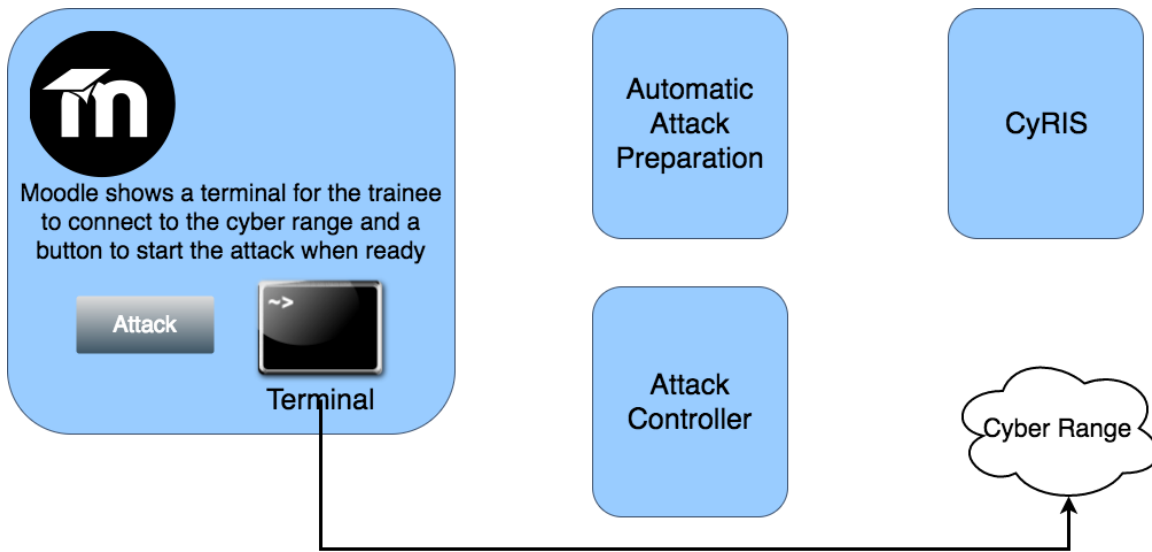 Moodle shows a terminal for the trainee
to connect to the cyber range and a
button to start the attack when ready
Attack
~>
Terminal
Automatic
Attack
Preparation
CyRIS
Attack
Controller
Cyber Range